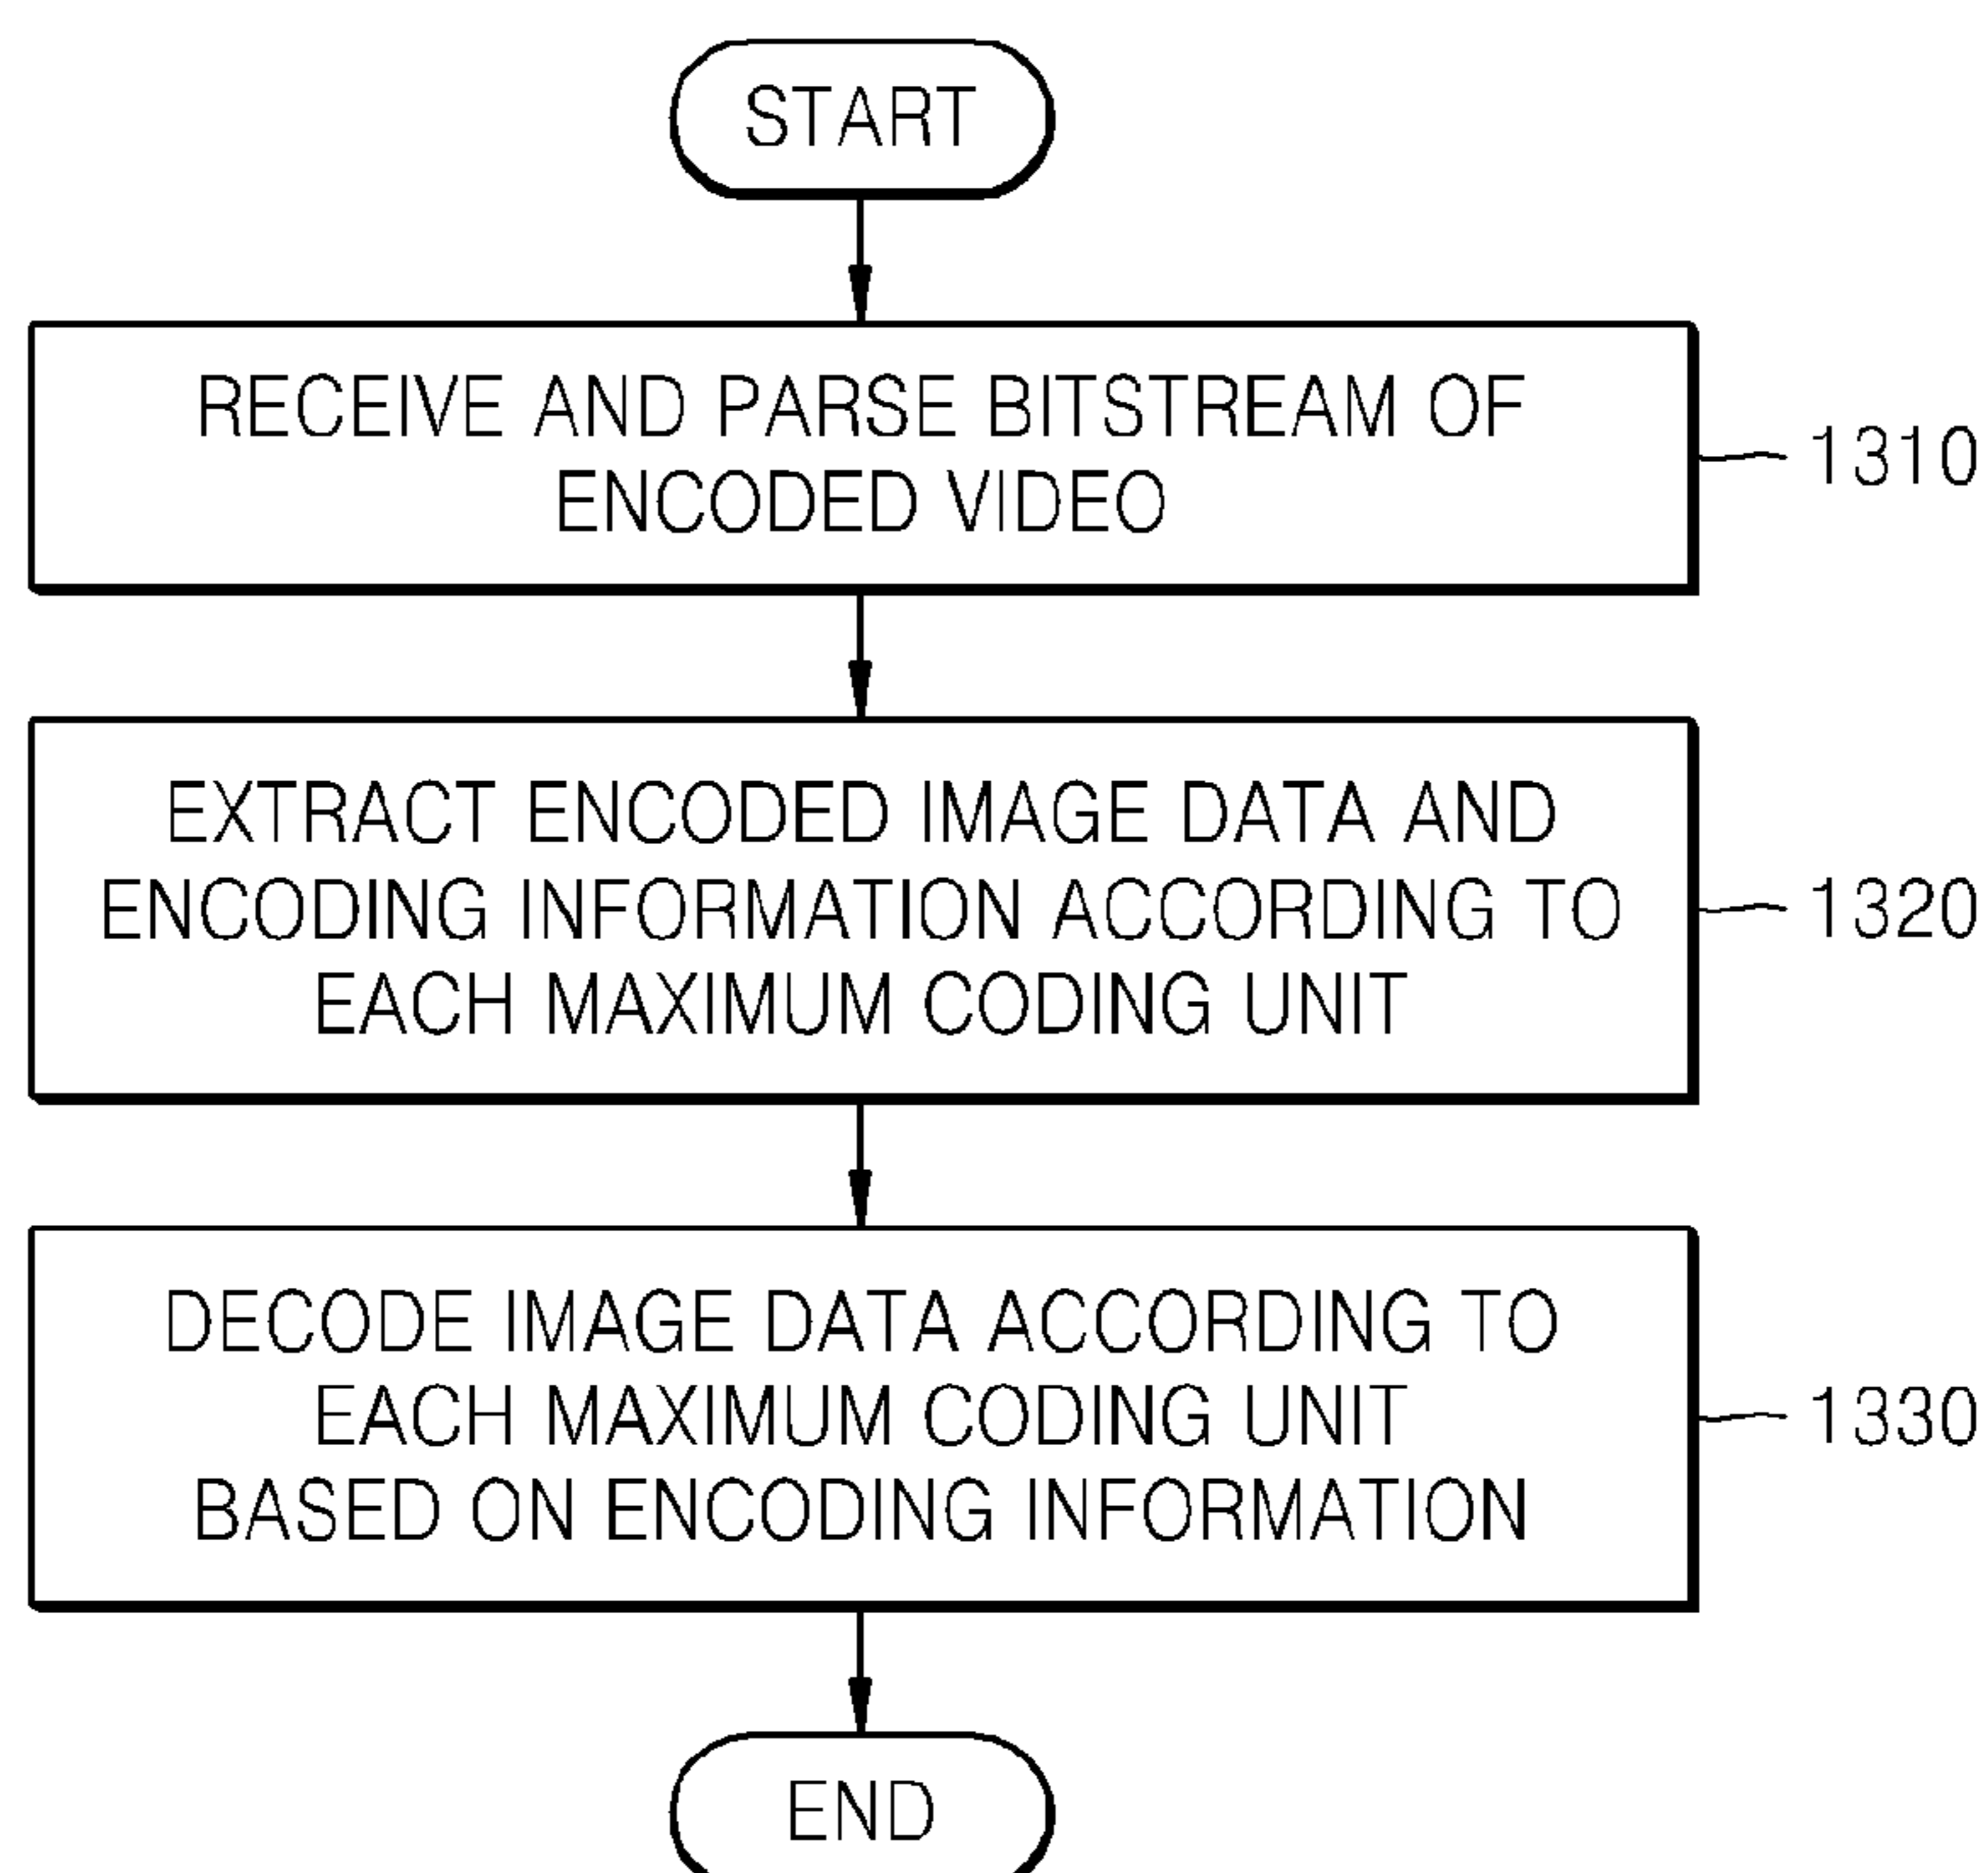 START
RECEIVE AND PARSE BITSTREAM OF
ENCODED VIDEO
1310
EXTRACT ENCODED IMAGE DATA AND
ENCODING INFORMATION ACCORDING TO
EACH MAXIMUM CODING UNIT
1320
DECODE IMAGE DATA ACCORDING TO
EACH MAXIMUM CODING UNIT
BASED ON ENCODING INFORMATION
1330
END